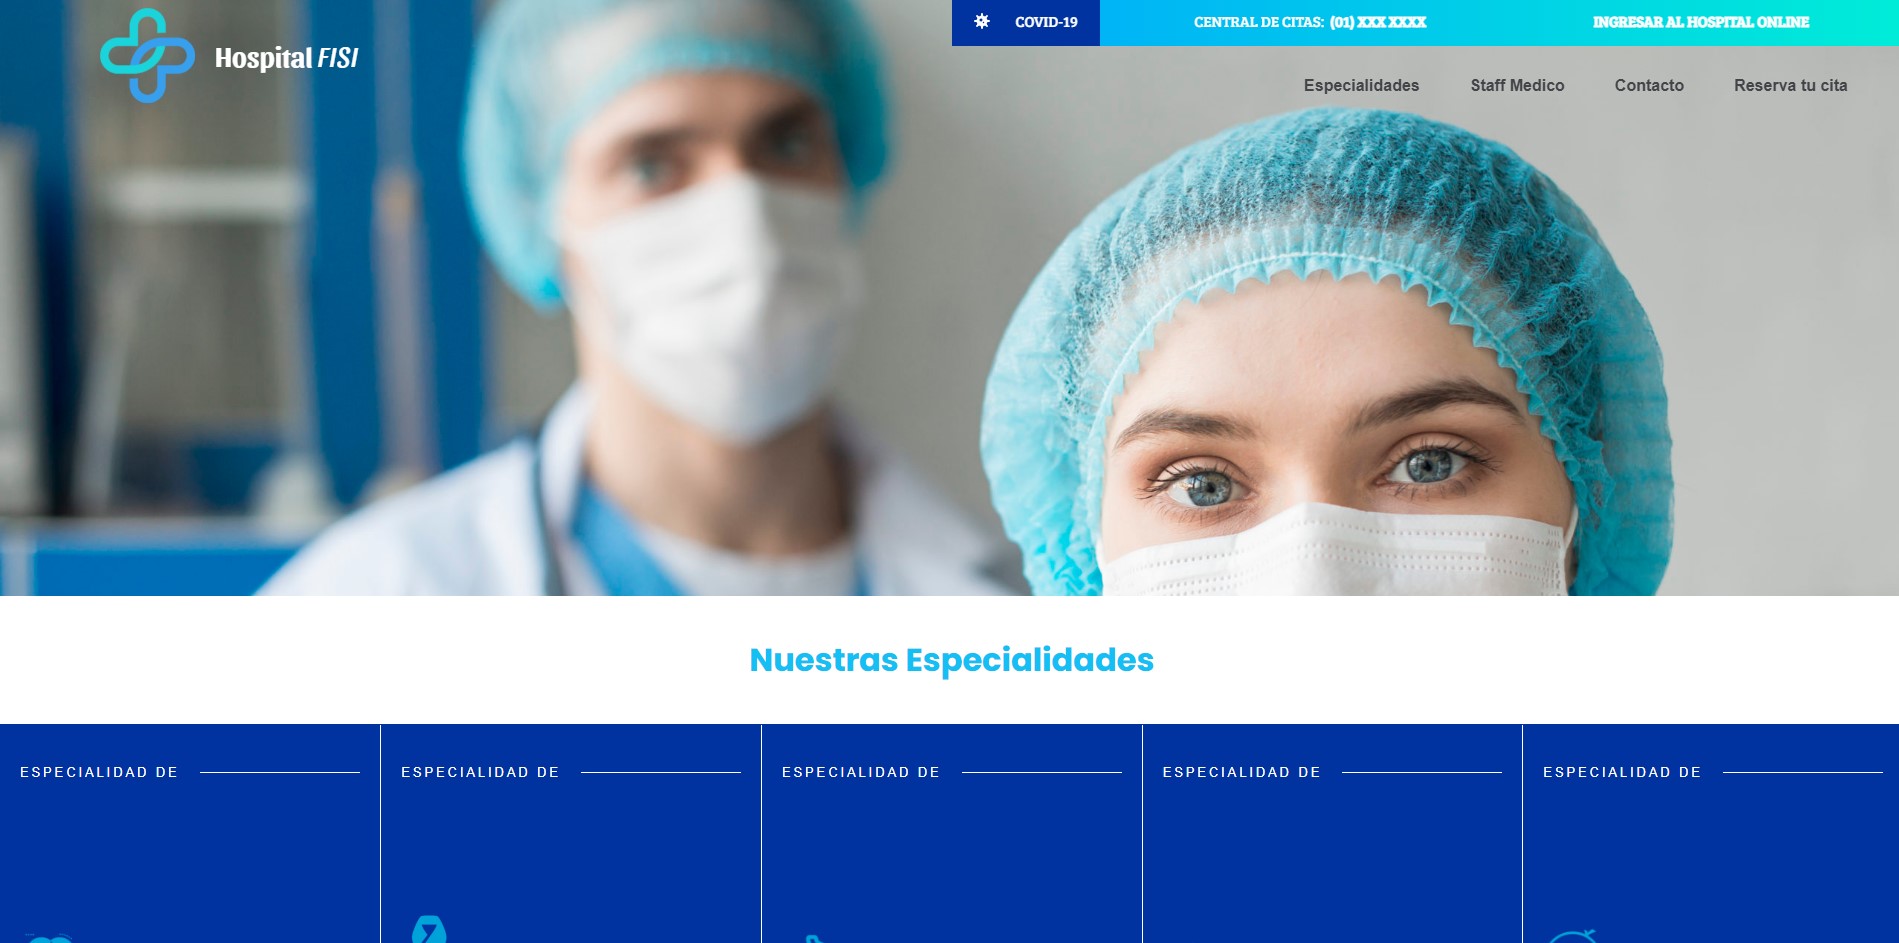 COVID-19
CENTRAL DE CITAS: (01) XXX XXXX
INGRESAR AL HOSPITAL ONLINE
Hospital FISI
Especialidades
Staff Medico
Contacto
Reserva tu cita
Nuestras Especialidades
ESPECIALIDAD DE
ESPECIALIDAD DE
ESPECIALIDAD DE
ESPECIALIDAD DE
ESPECIALIDAD DE